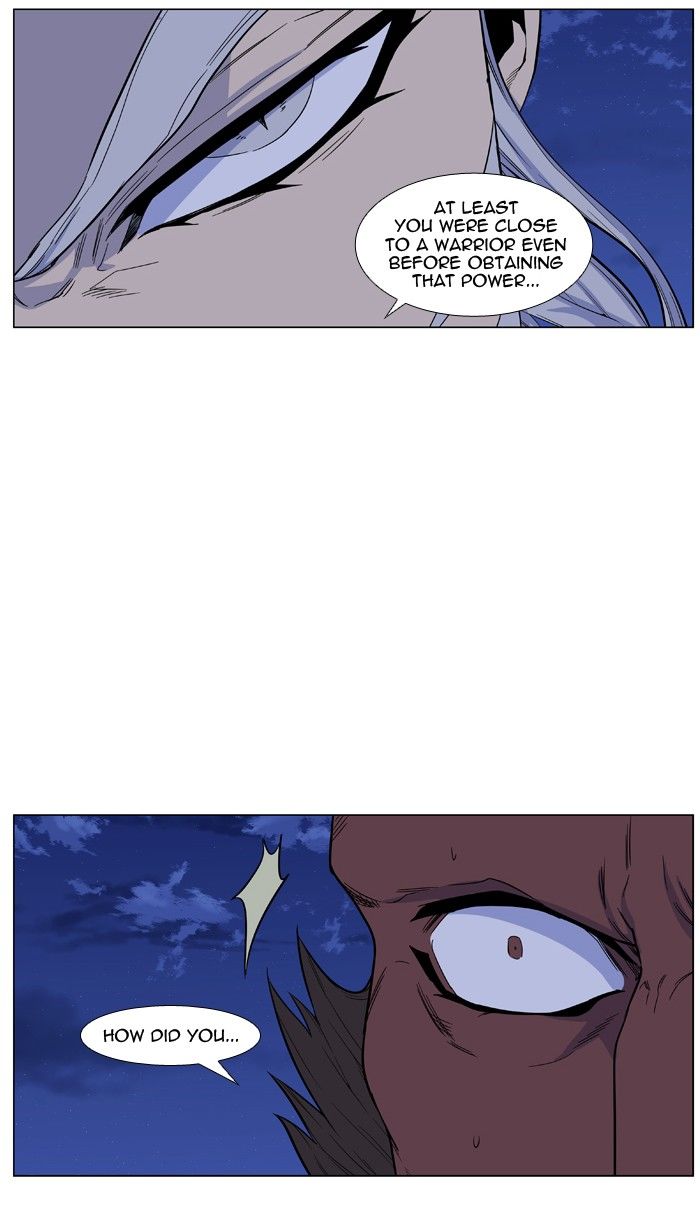 AT LEAST
YOU WERE CLOSE
TO A WARRIOR EVEN
BEFORE OBTAINING
THAT POWER...
HOW DID YOU...